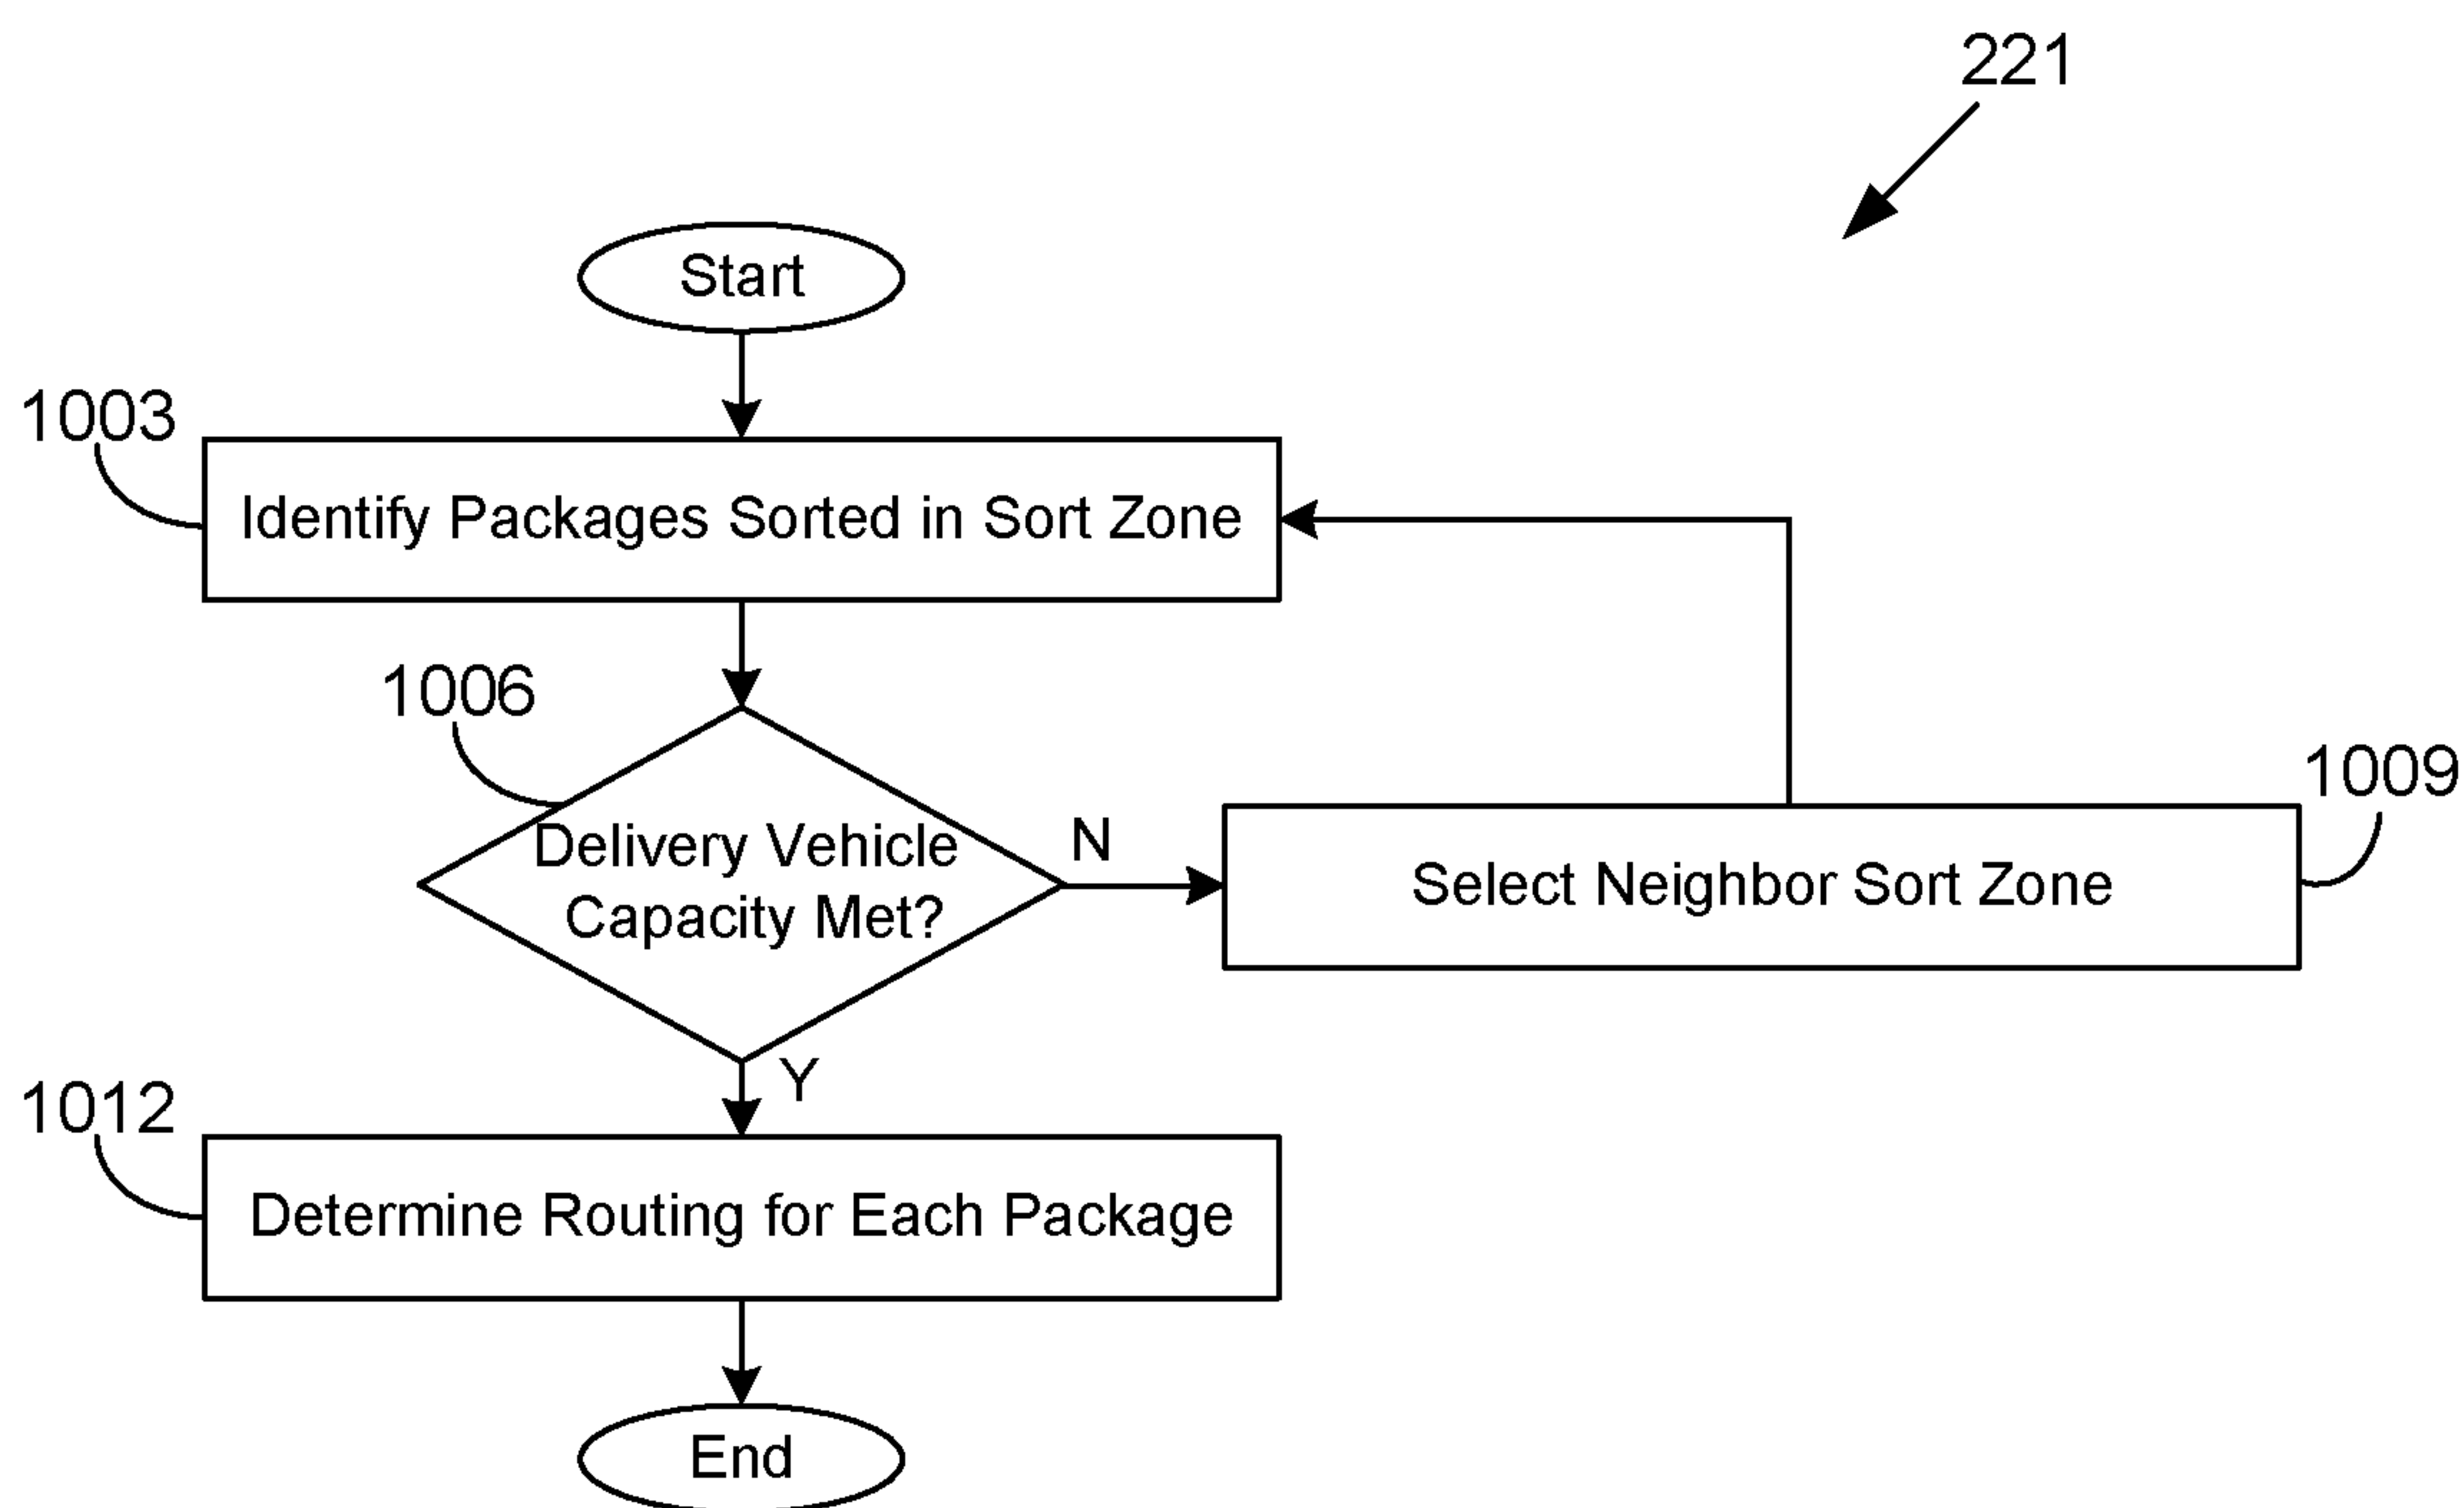 221
Start
1003
Identify Packages Sorted in Sort Zone
1006
1009
Delivery Vehicle
Capacity Met?
N
Select Neighbor Sort Zone
Y
1012
Determine Routing for Each Package
End